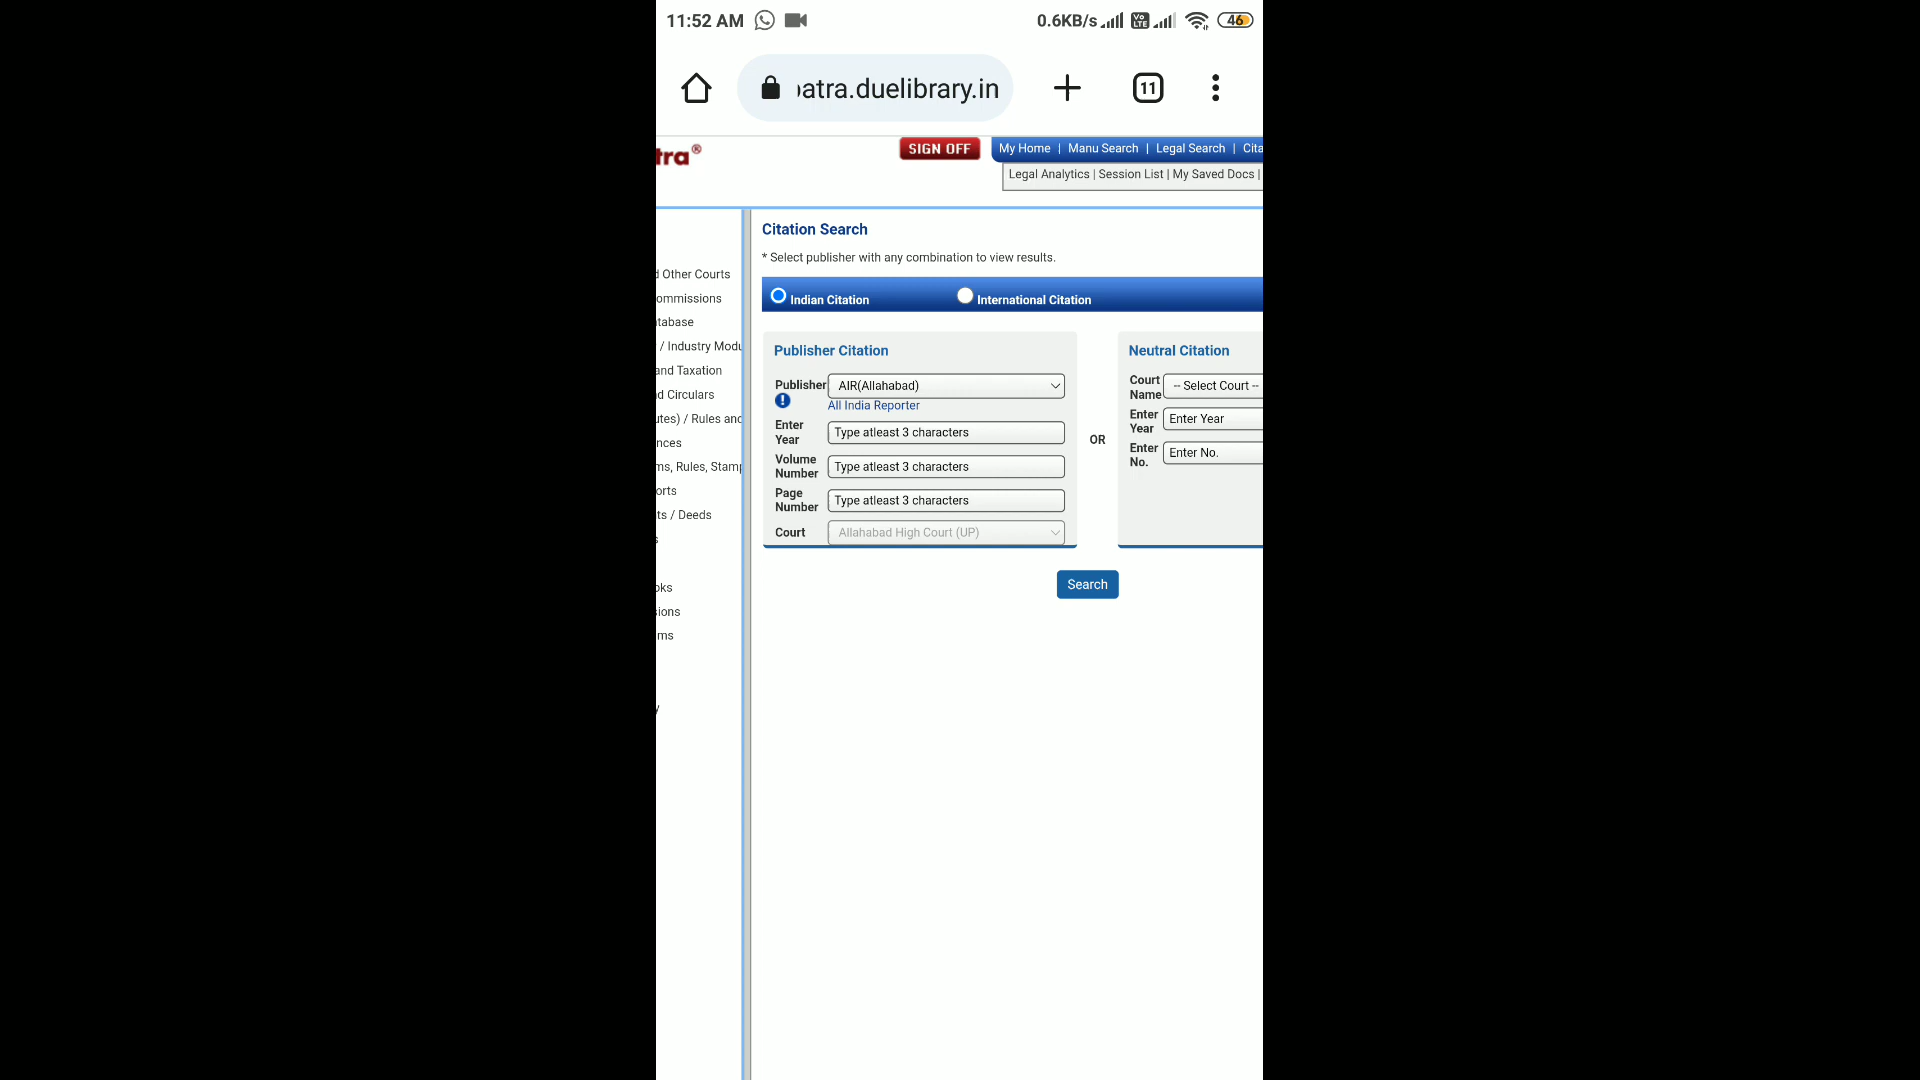 11:52 AM 0.6KB/s Vo LTE 46
atra.duelibrary.in 11
tra® SIGN OFF My Home | Manu Search | Legal Search | Cita
Legal Analytics | Session List | My Saved Docs |
Citation Search
* Select publisher with any combination to view results.
Indian Citation International Citation
Publisher Citation
Publisher AIR(Allahabad)
All India Reporter
Enter Year Type atleast 3 characters
Volume Number Type atleast 3 characters
Page Number Type atleast 3 characters
Court Allahabad High Court (UP)
OR
Neutral Citation
Court Name -- Select Court --
Enter Year Enter Year
Enter No. Enter No.
Search
d Other Courts
ommissions
tabase
/ Industry Modu
and Taxation
d Circulars
utes) / Rules and
nces
ms, Rules, Stamp
orts
ts / Deeds
s
oks
sions
ms
y